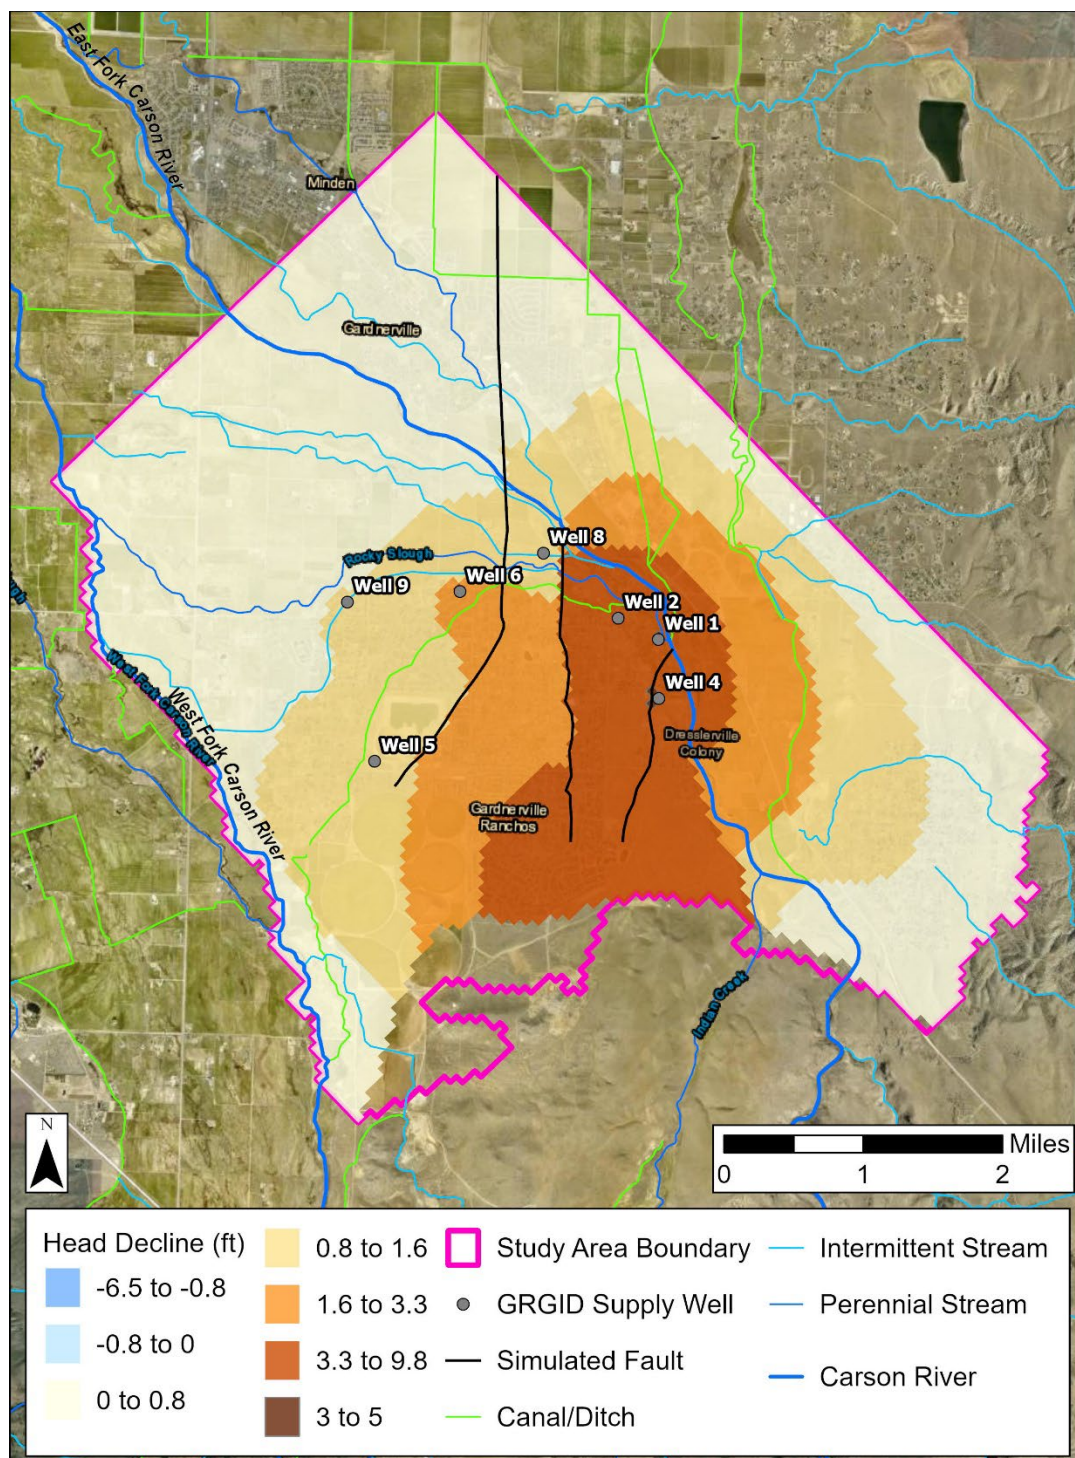 East Fork Carson River
Minden
Gardnerville
Well 8
Rocky Slough
Well 6
Well 9
Well 2
Well 1
Well 4
West Fork Carson River
West Fork Carson River
Dresslerville
Colony
Well 5
Gardnerville
Ranchos
Indian Creek
N
Miles
0 1 2
Head Decline (ft)
-6.5 to -0.8
-0.8 to 0
0 to 0.8
0.8 to 1.6
1.6 to 3.3
3.3 to 9.8
3 to 5
Study Area Boundary
GRGID Supply Well
Simulated Fault
Canal/Ditch
Intermittent Stream
Perennial Stream
Carson River